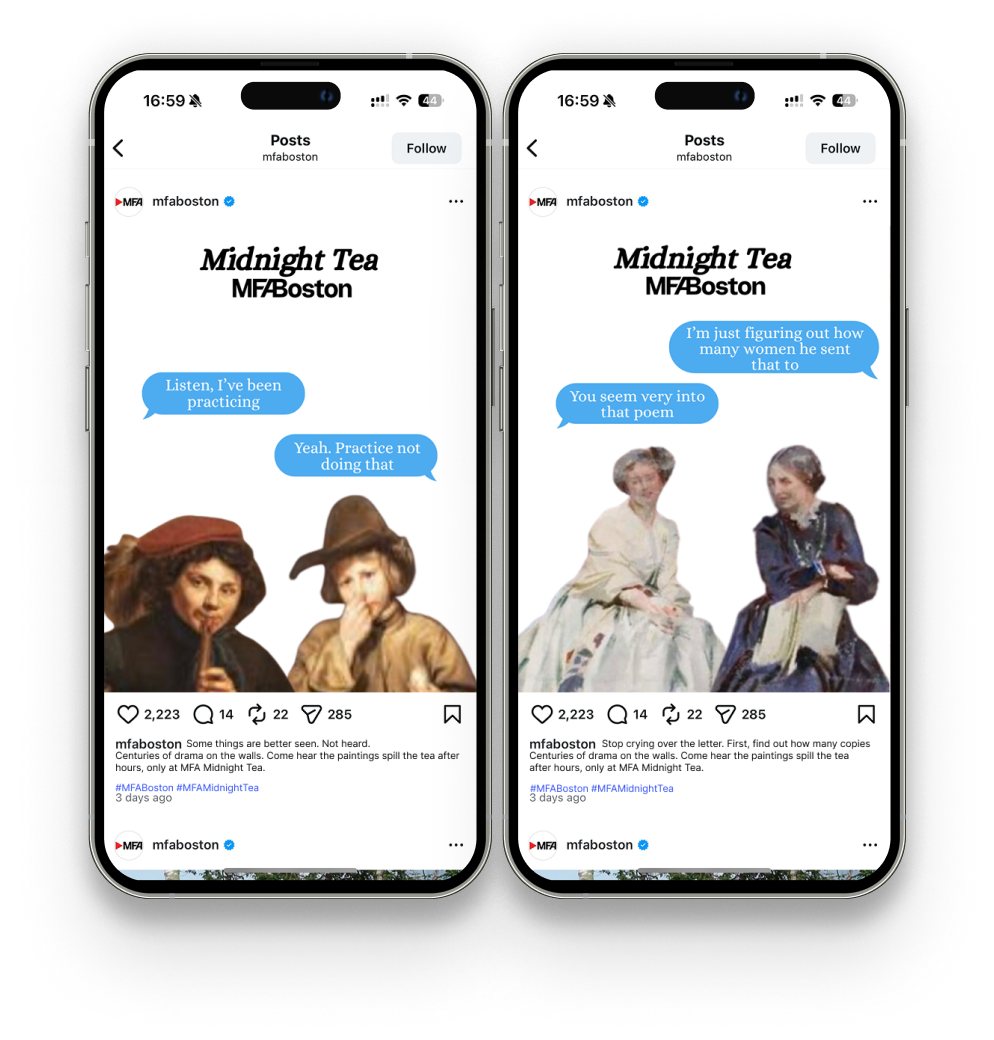 16:59
44
Posts
mfaboston
Follow
MFA mfaboston
Midnight Tea
MFABoston
Listen, I've been
practicing
Yeah. Practice not
doing that
2,223 14 22 285
mfaboston Some things are better seen. Not heard.
Centuries of drama on the walls. Come hear the paintings spill the tea after
hours, only at MFA Midnight Tea.
#MFABoston #MFAMidnightTea
3 days ago
MFA mfaboston
16:59
44
Posts
mfaboston
Follow
MFA mfaboston
Midnight Tea
MFABoston
I'm just figuring out how
many women he sent
that to
You seem very into
that poem
2,223 14 22 285
mfaboston Stop crying over the letter. First, find out how many copies
Centuries of drama on the walls. Come hear the paintings spill the tea
after hours, only at MFA Midnight Tea.
#MFABoston #MFAMidnightTea
3 days ago
MFA mfaboston